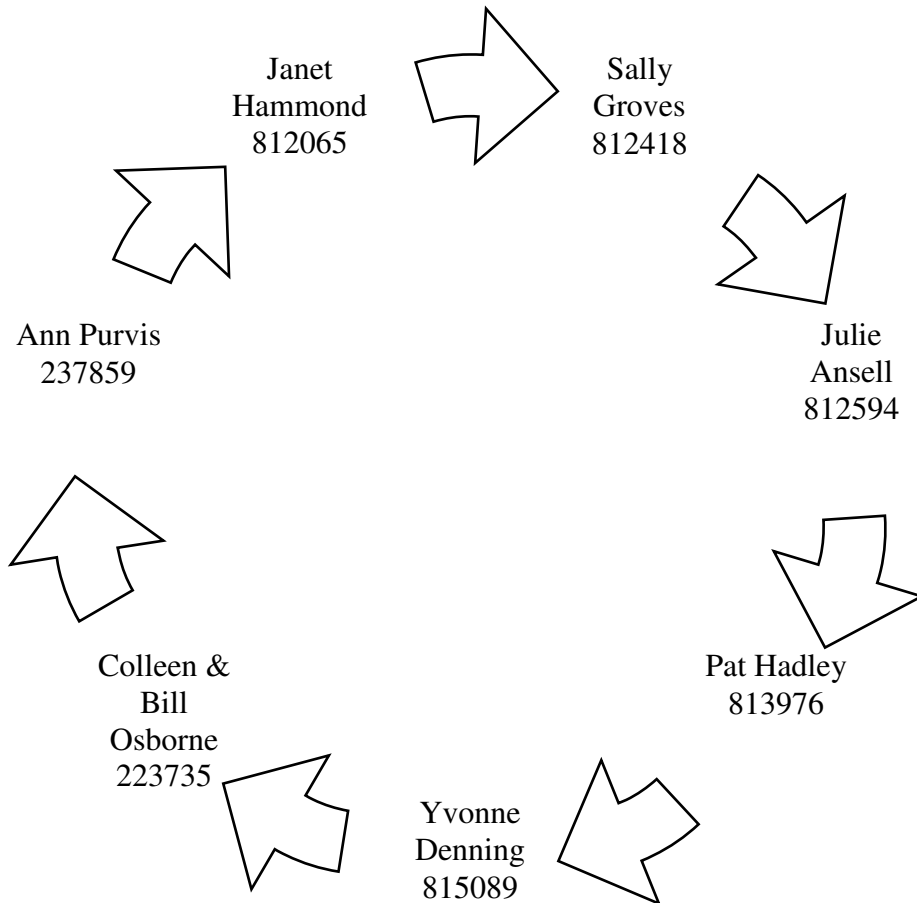 Janet
Hammond
812065
Sally
Groves
812418
Julie
Ansell
812594
Pat Hadley
813976
Yvonne
Denning
815089
Colleen &
Bill
Osborne
223735
Ann Purvis
237859